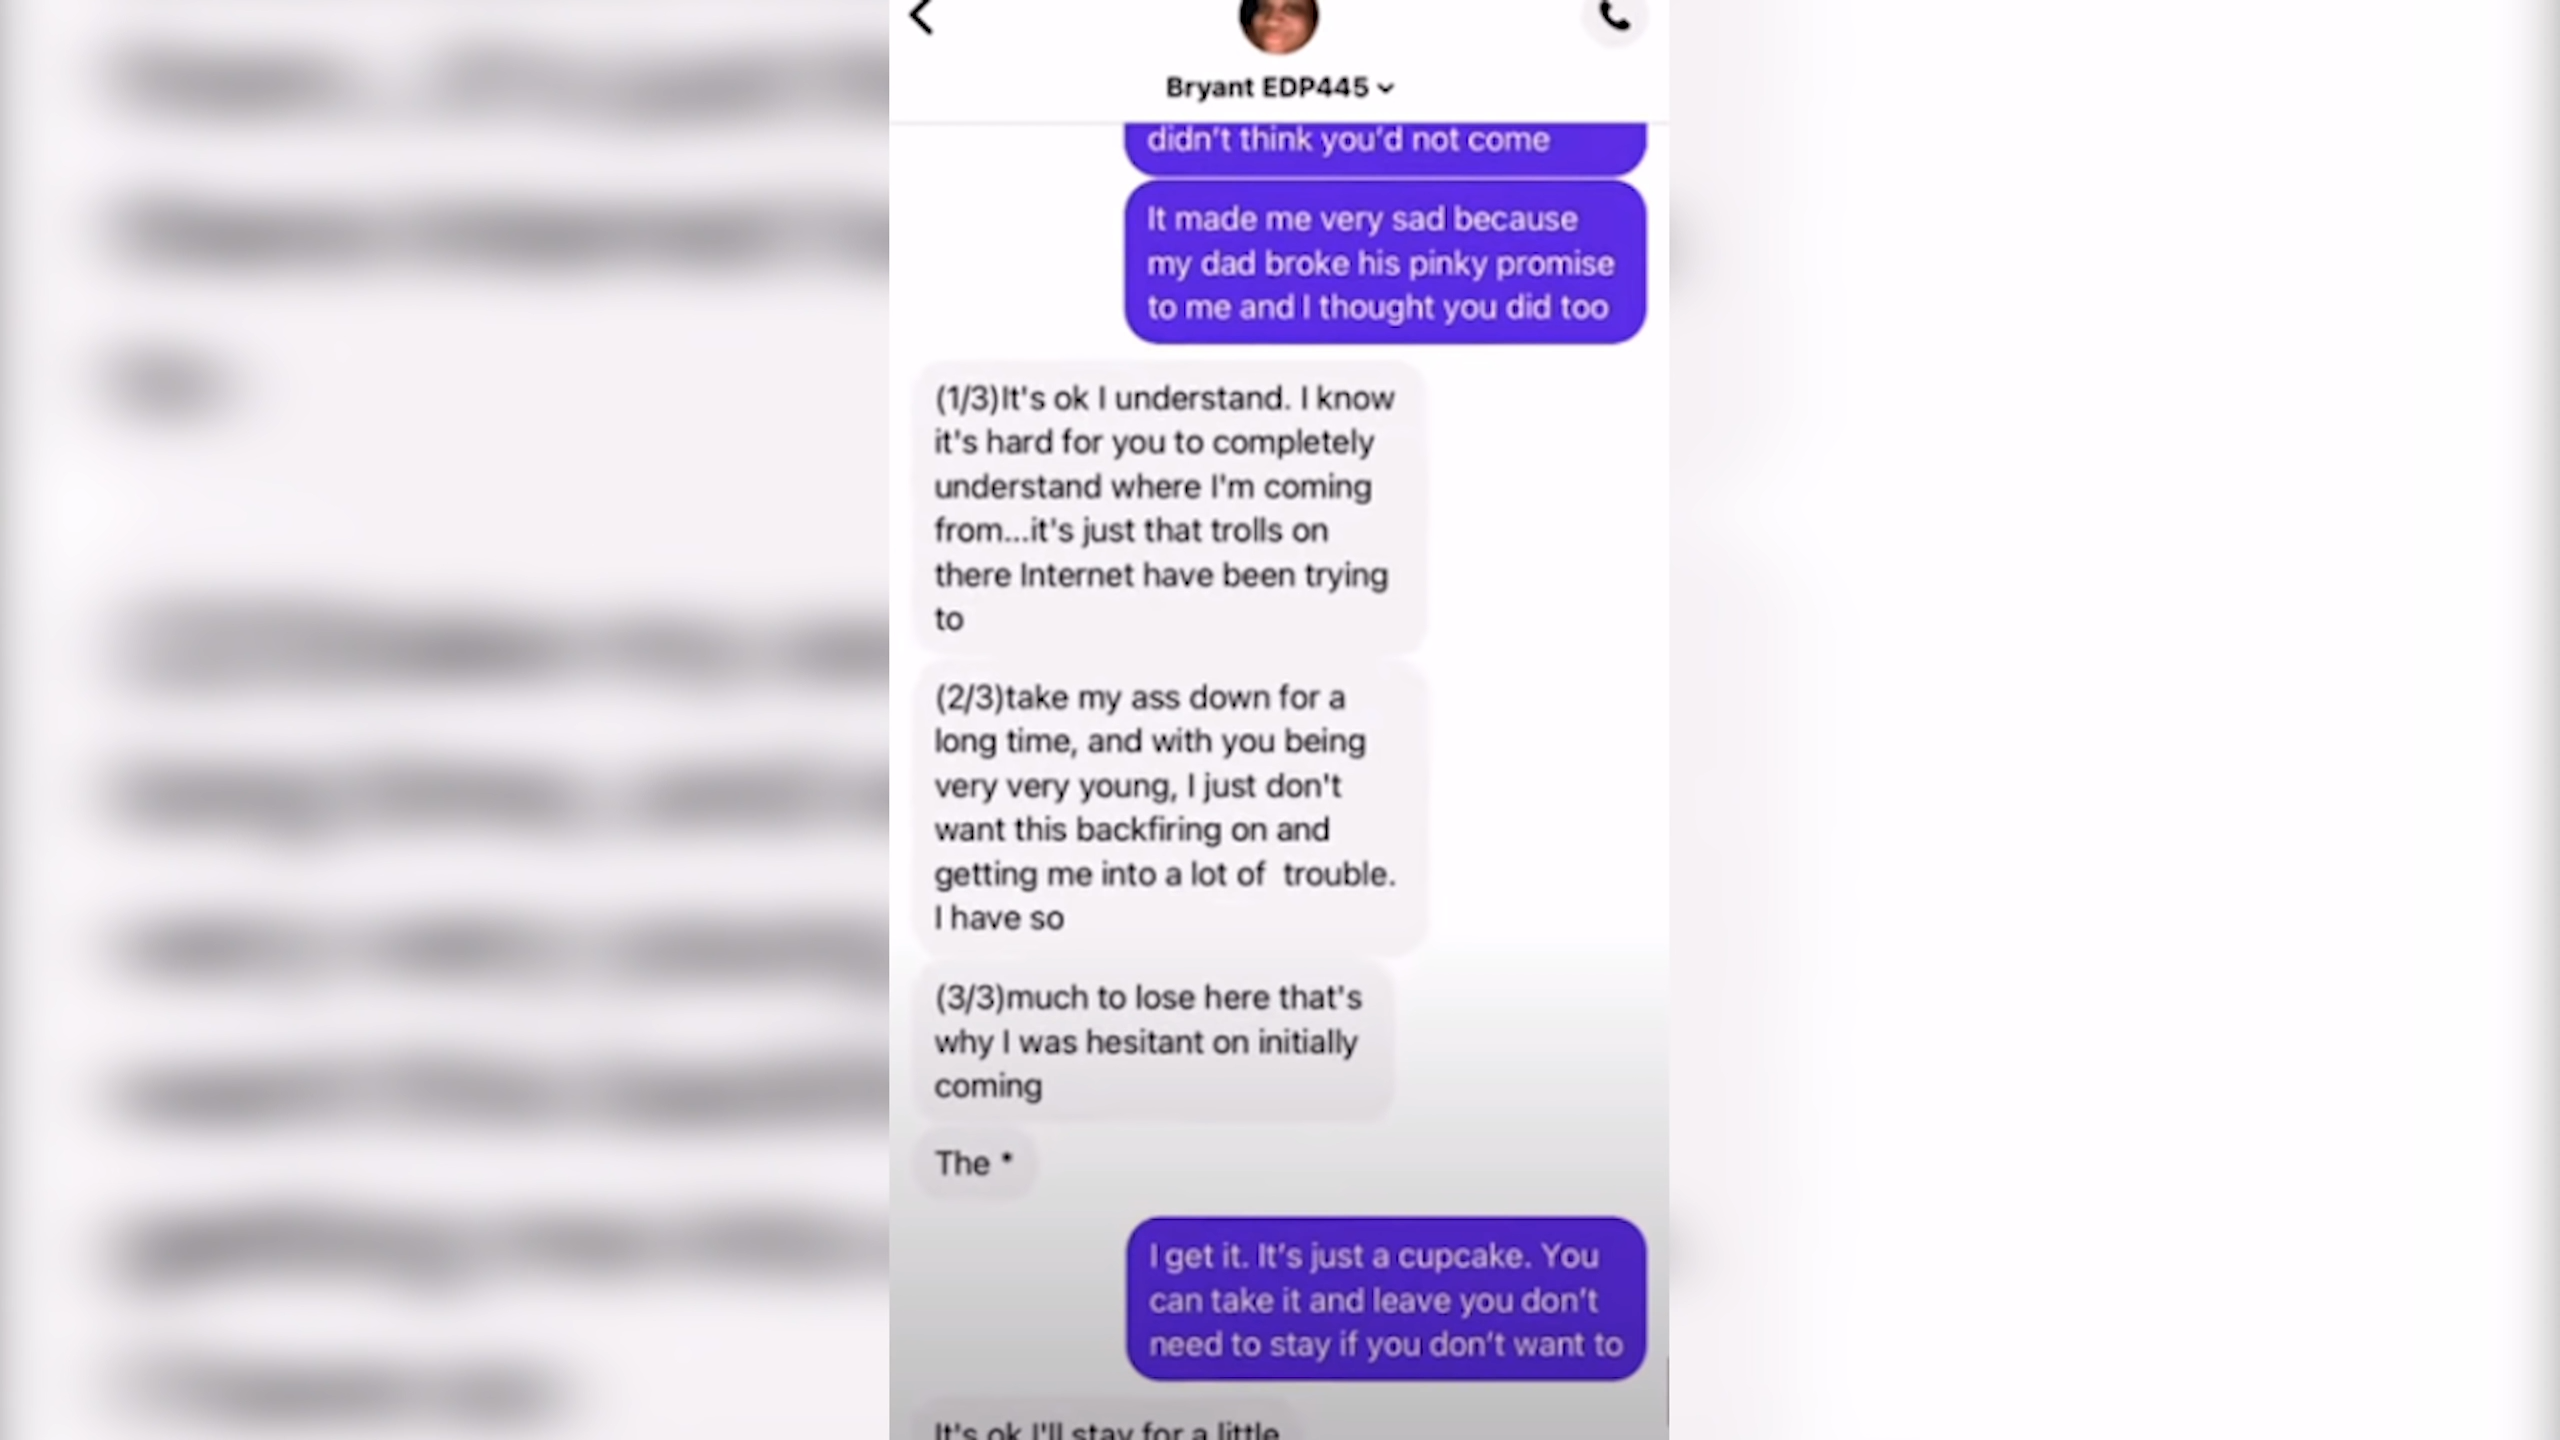 Bryant EDP445
didn't think you'd not come
It made me very sad because
my dad broke his pinky promise
to me and I thought you did too
(1/3)It's ok I understand. I know
it's hard for you to completely
understand where I'm coming
from...it's just that trolls on
there Internet have been trying
to
(2/3)take my ass down for a
long time, and with you being
very very young, I just don't
want this backfiring on and
getting me into a lot of  trouble.
I have so
(3/3)much to lose here that's
why I was hesitant on initially
coming
The *
I get it. It's just a cupcake. You
can take it and leave you don't
need to stay if you don't want to
It's ok I'll stay for a little